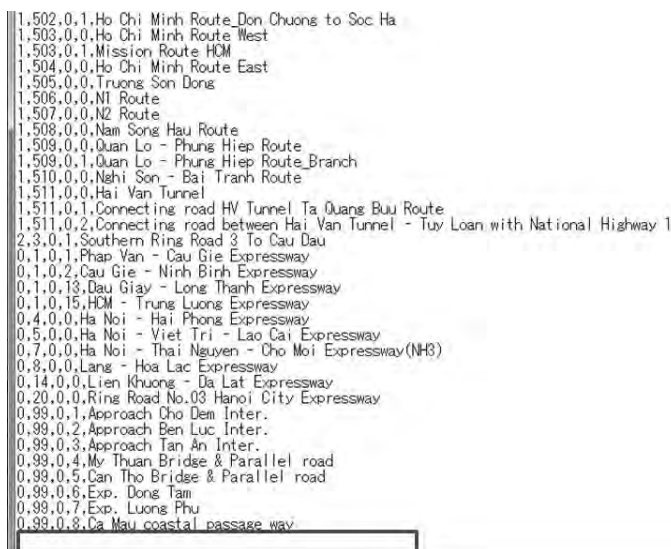 1,502,0,1,Ho Chi Minh Route_Don Chuong to Soc Ha
1,503,0,0,Ho Chi Minh Route West
1,503,0,1,Mission Route HCM
1,504,0,0,Ho Chi Minh Route East
1,505,0,0,Truong Son Dong
1,506,0,0,N1 Route
1,507,0,0,N2 Route
1,508,0,0,Nam Song Hau Route
1,509,0,0,Quan Lo - Phung Hiep Route
1,509,0,1,Quan Lo - Phung Hiep Route_Branch
1,510,0,0,Nghi Son - Bai Tranh Route
1,511,0,0,Hai Van Tunnel
1,511,0,1,Connecting road HV Tunnel Ta Quang Buu Route
1,511,0,2,Connecting road between Hai Van Tunnel - Tuy Loan with National Highway 1
2,3,0,1,Southern Ring Road 3 To Cau Dau
0,1,0,1,Phap Van - Cau Gie Expressway
0,1,0,2,Cau Gie - Ninh Binh Expressway
0,1,0,13,Dau Giay - Long Thanh Expressway
0,1,0,15,HCM - Trung Luong Expressway
0,4,0,0,Ha Noi - Hai Phong Expressway
0,5,0,0,Ha Noi - Viet Tri - Lao Cai Expressway
0,7,0,0,Ha Noi - Thai Nguyen - Cho Moi Expressway(NH3)
0,8,0,0,Lang - Hoa Lac Expressway
0,14,0,0,Lien Khuong - Da Lat Expressway
0,20,0,0,Ring Road No.03 Hanoi City Expressway
0,99,0,1,Approach Cho Dem Inter.
0,99,0,2,Approach Ben Luc Inter.
0,99,0,3,Approach Tan An Inter.
0,99,0,4,My Thuan Bridge & Parallel road
0,99,0,5,Can Tho Bridge & Parallel road
0,99,0,6,Exp. Dong Tam
0,99,0,7,Exp. Luong Phu
0,99,0,8,Ca Mau coastal passage way